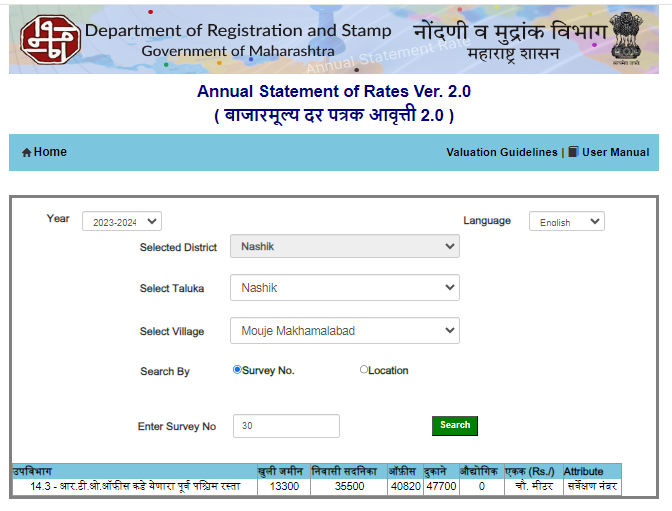 Department of Registration and Stamp
Government of Maharashtra
नोंदणी व मुद्रांक विभाग
महाराष्ट्र शासन
Annual Statement Rate
Annual Statement of Rates Ver. 2.0
( बाजारमूल्य दर पत्रक आवृत्ती 2.0 )
Home Valuation Guidelines | User Manual
Year 2023-2024 Language English
Selected District Nashik
Select Taluka Nashik
Select Village Mouje Makhamalabad
Search By Survey No. Location
Enter Survey No 30 Search
उपविभाग खुली जमीन निवासी सदनिका ऑफ़ीस दुकाने औद्योगिक एकक (Rs./) Attribute
14.3 - आर.टी.ओ.ऑफीस कडे येणारा पूर्व पश्चिम रस्ता 13300 35500 40820 47700 0 चौ. मीटर सर्वेक्षण नंबर